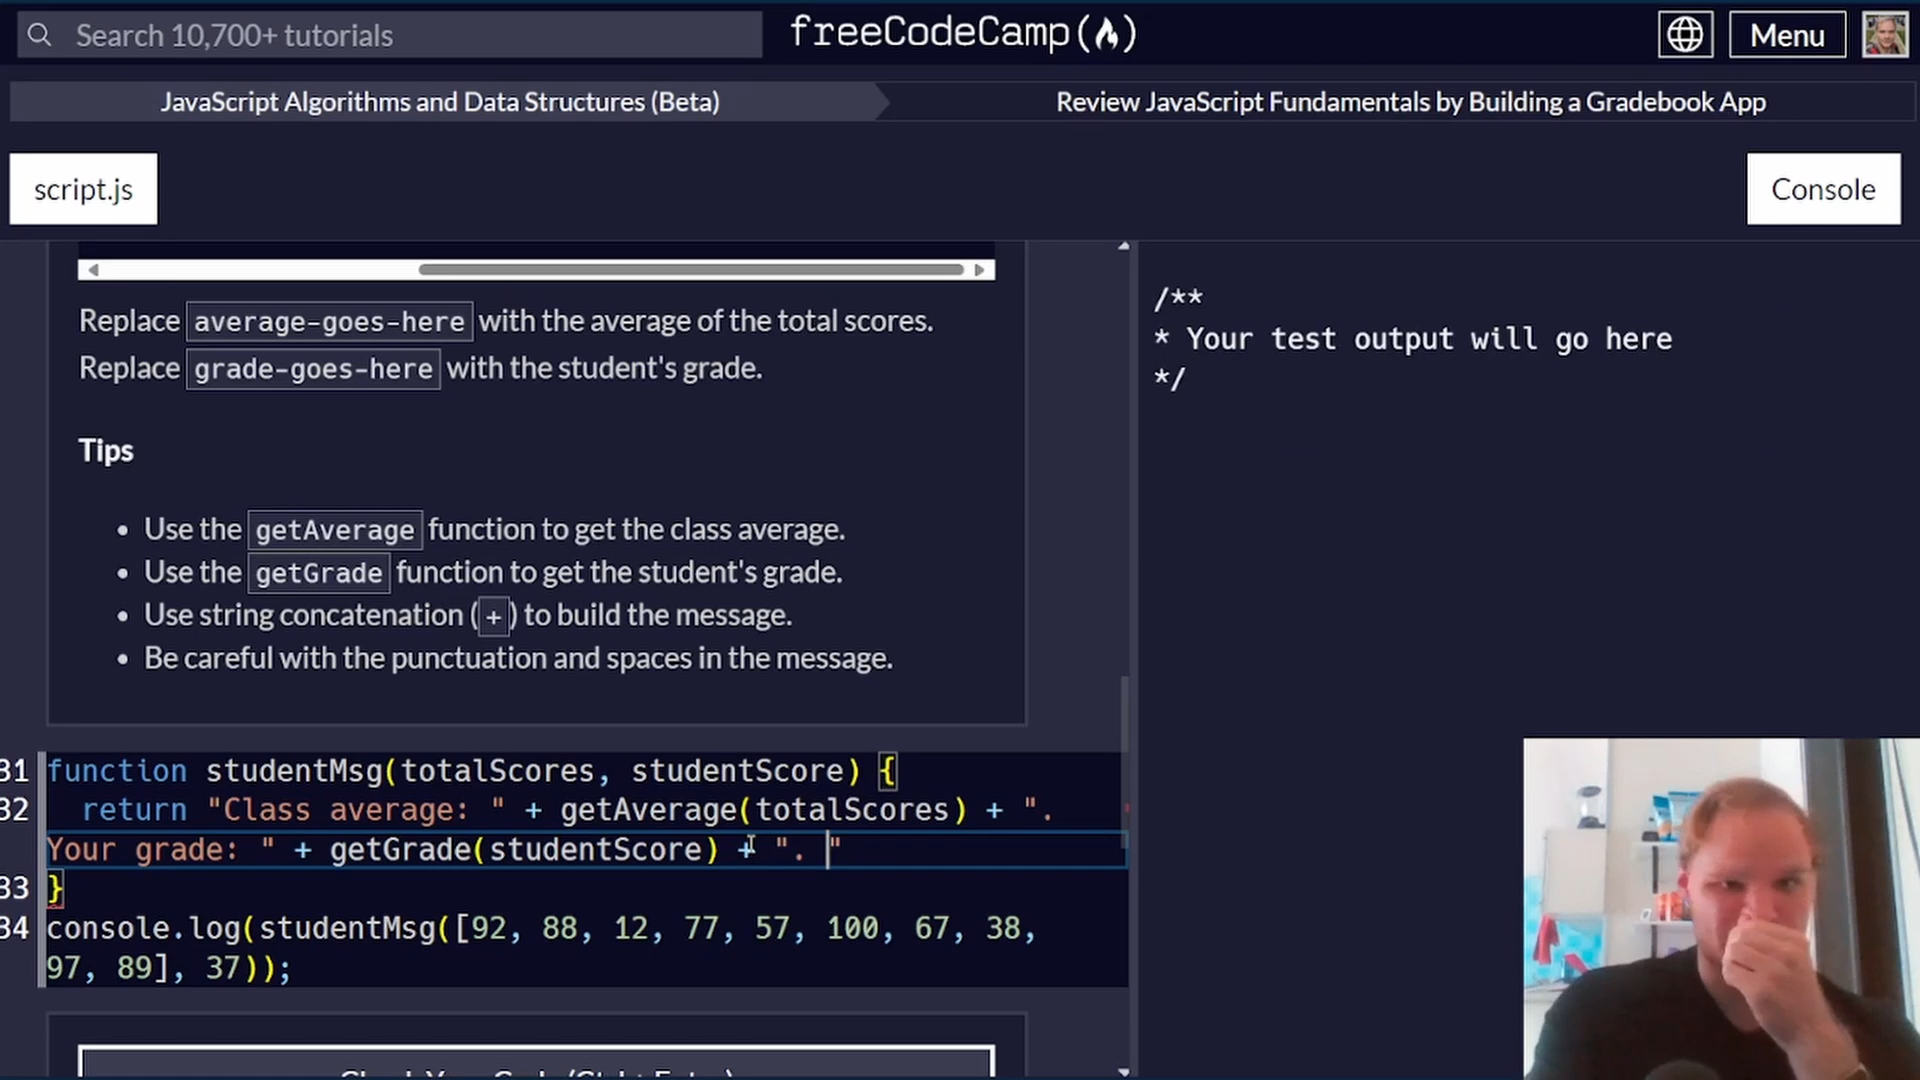 Search 10,700+ tutorials
freeCodeCamp
Menu
JavaScript Algorithms and Data Structures (Beta)
Review JavaScript Fundamentals by Building a Gradebook App
script.js
Console
Replace average-goes-here with the average of the total scores.
Replace grade-goes-here with the student's grade.
Tips
Use the getAverage function to get the class average.
Use the getGrade function to get the student's grade.
Use string concatenation (+) to build the message.
Be careful with the punctuation and spaces in the message.
31 function studentMsg(totalScores, studentScore) {
32 return "Class average: " + getAverage(totalScores) + ".
Your grade: " + getGrade(studentScore) + ". "
33 }
34 console.log(studentMsg([92, 88, 12, 77, 57, 100, 67, 38,
97, 89], 37));
/**
* Your test output will go here
*/